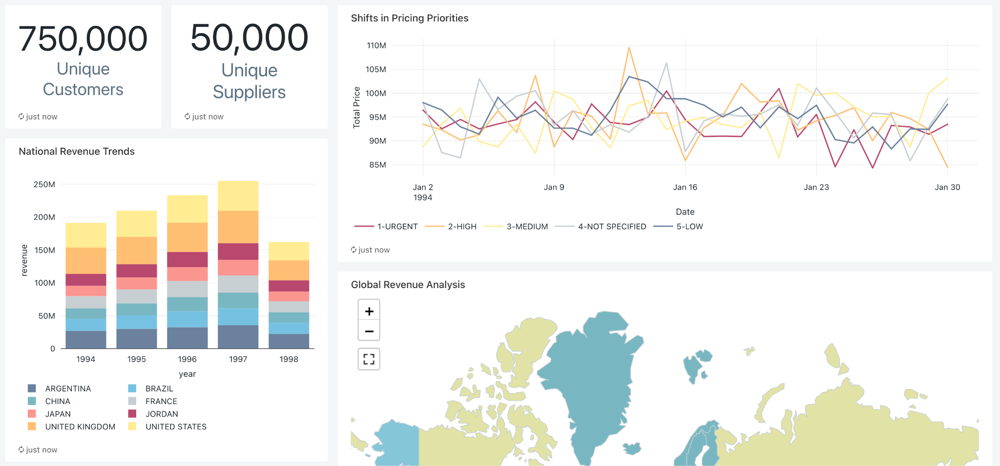 750,000
Unique
Customers
just now
50,000
Unique
Suppliers
just now
National Revenue Trends
250M
200M
150M
100M
50M
0
revenue
1994 1995 1996 1997 1998
year
ARGENTINA BRAZIL
CHINA FRANCE
JAPAN JORDAN
UNITED KINGDOM UNITED STATES
just now
Shifts in Pricing Priorities
110M
105M
100M
95M
90M
85M
Total Price
Jan 2 Jan 9 Jan 16 Jan 23 Jan 30
1994
Date
1-URGENT 2-HIGH 3-MEDIUM 4-NOT SPECIFIED 5-LOW
just now
Global Revenue Analysis
+
−